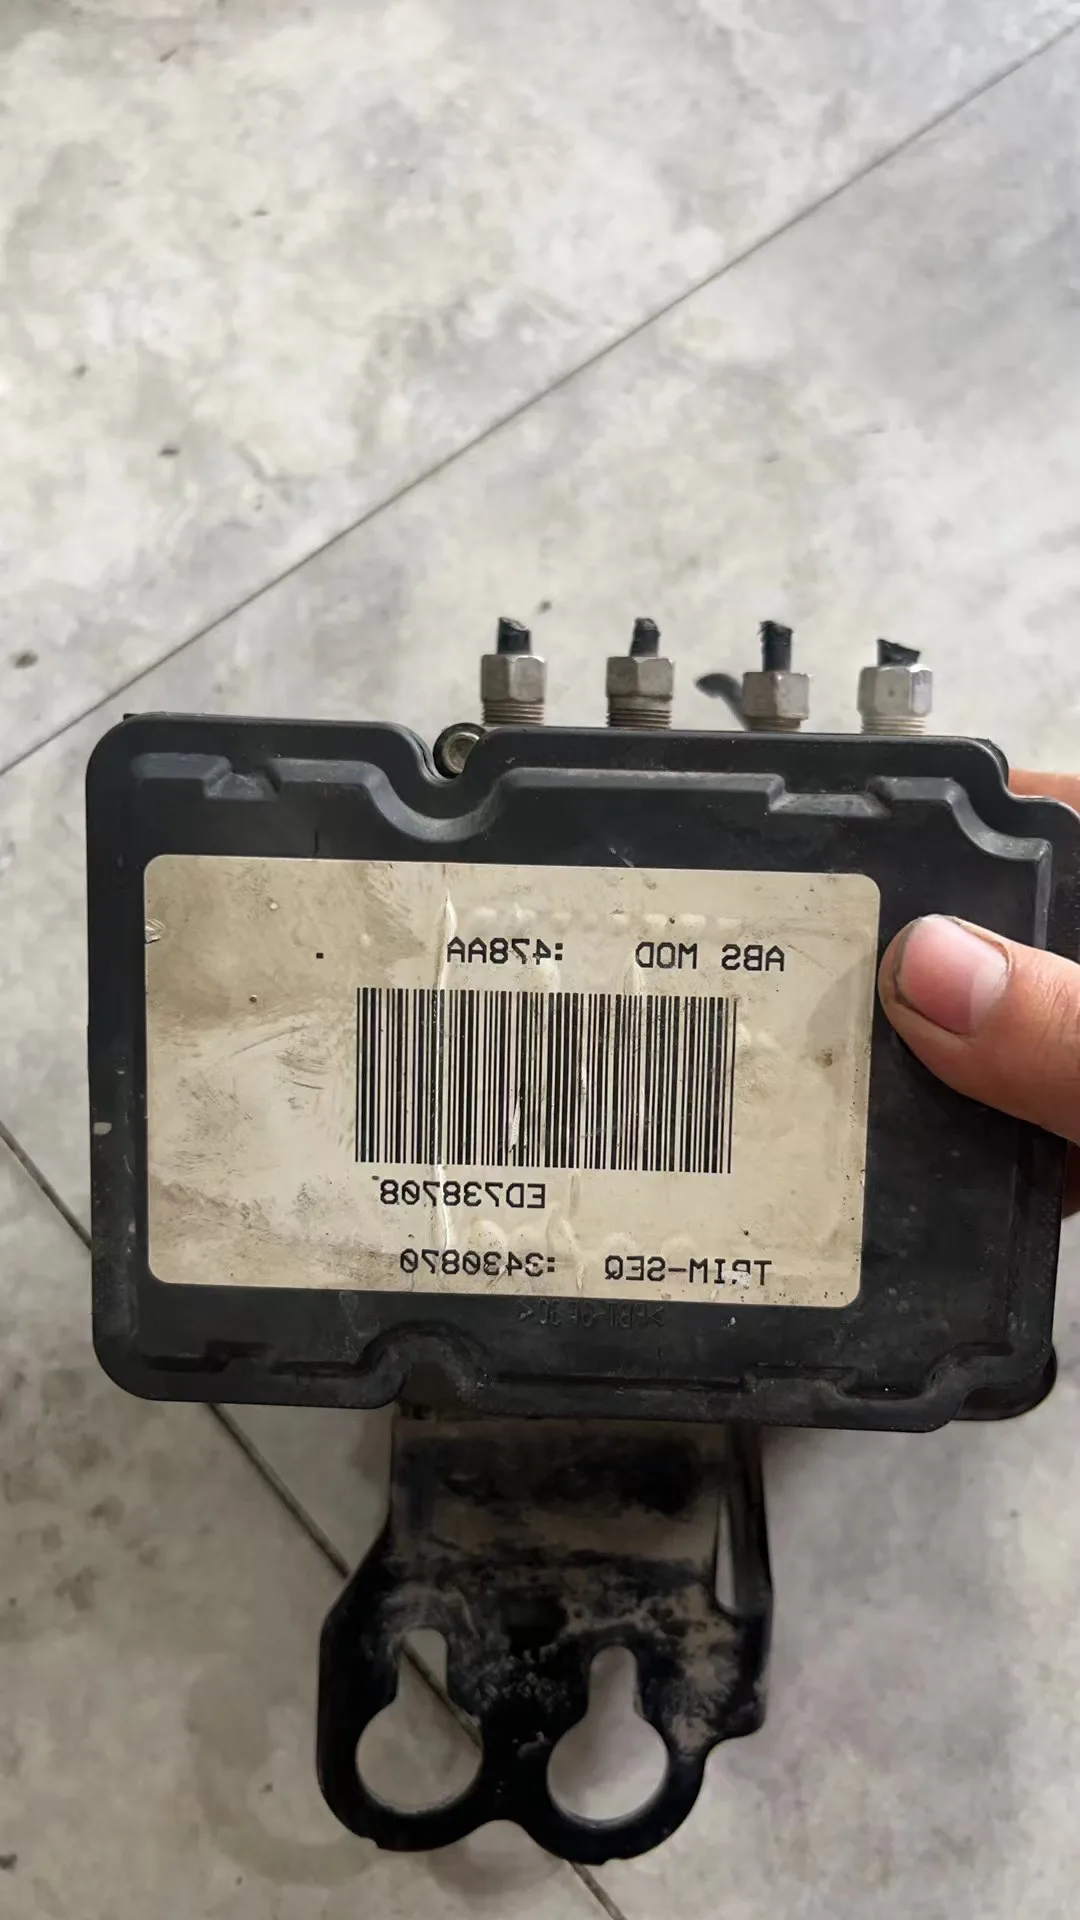 ABS MOD :478AA
ED738708
TRIM-SEQ :3430870